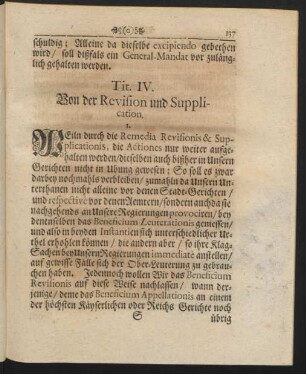 (o) 137
schuldig; Alleine da dieselbe excipiendo gebethen
wird / soll dißfals ein General-Mandat vor zuläng-
lich gehalten werden.
Tit. IV.
Von der Revision und Suppli-
cation.
1.
WEiln durch die Remedia Revisionis & Sup-
plicationis, die Actiones nur weiter aufge-
halten werden / dieselben auch bißher in Unsern
Gerichten nicht in Ubung gewesen; So soll es zwar
darbey nochmahls verbleiben / zumahln da Unsern Un-
terthanen nicht alleine vor denen Stadt-Gerichten /
und respective vor denen Aemtern / sondern auch da sie
nachgehends an Unsere Regierungen provociren / bey
denenselben das Beneficium Leuterationis geniessen /
und also in beyden Instantien sich unterschiedlicher Ur-
thel erhohlen können / die andern aber / so ihre Klag-
Sachen bey Unsern Regierungen immediatè anstellen /
auf gewisse Fälle sich der Ober-Leuterung zu gebrau-
chen haben. Jedennoch wollen Wir das Beneficium
Revisionis auf diese Weise nachlassen / wann der-
jenige / deme das Beneficium Appellationis an einem
der höchsten Käyserlichen oder Reichs Gerichte noch
S übrig